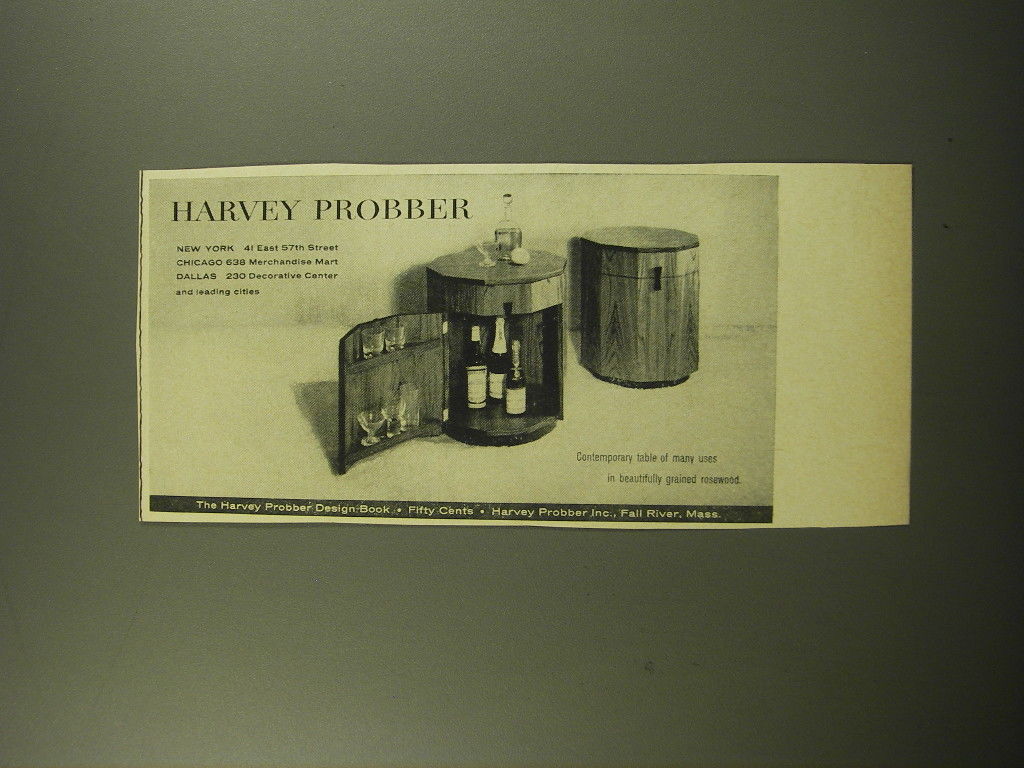 HARVEY PROBBER
NEW YORK 41 East 57th Street
CHICAGO 638 Merchandise Mart
DALLAS 230 Decorative Center
and leading cities
Contemporary table of many uses
in beautifully grained rosewood.
The Harvey Probber Design Book • Fifty Cents • Harvey Probber Inc., Fall River, Mass.